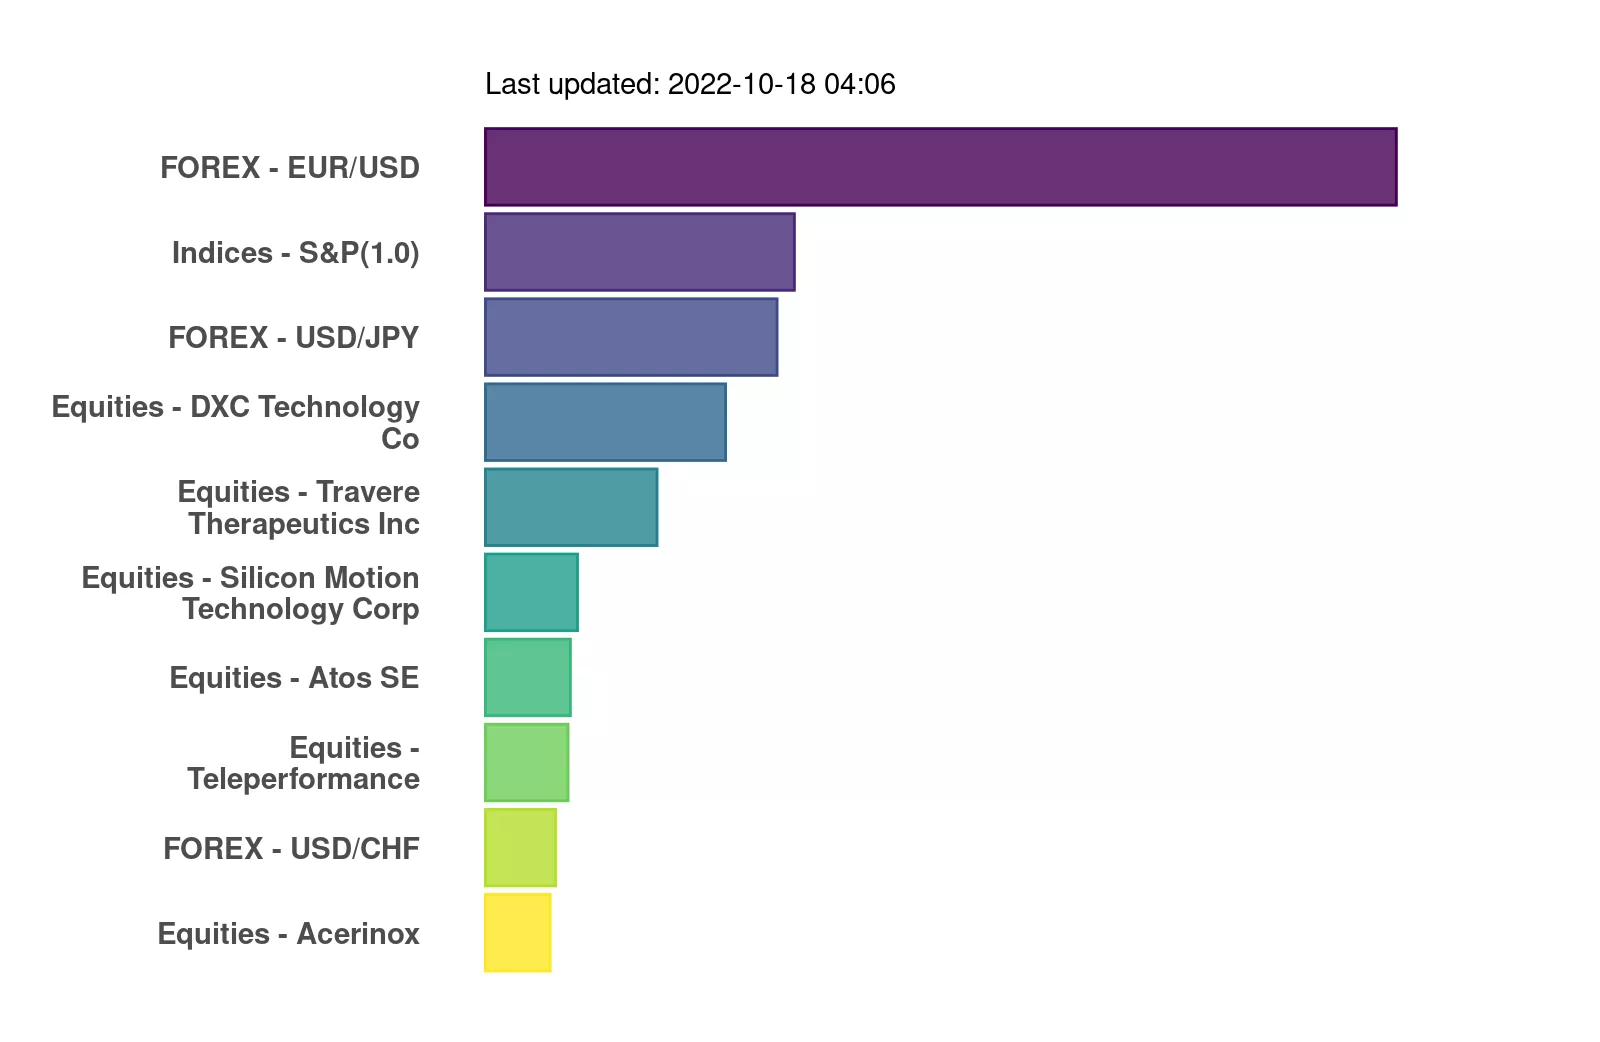 Last updated: 2022-10-18 04:06
FOREX - EUR/USD
Indices - S&P(1.0)
FOREX - USD/JPY
Equities - DXC Technology
Co
Equities - Travere
Therapeutics Inc
Equities - Silicon Motion
Technology Corp
Equities - Atos SE
Equities -
Teleperformance
FOREX - USD/CHF
Equities - Acerinox